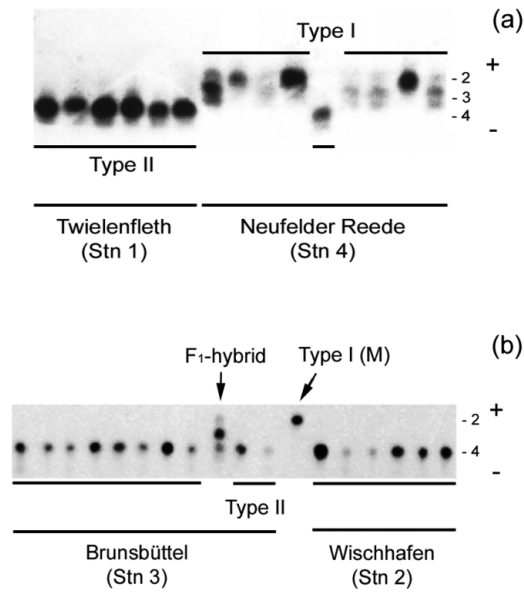 (a)
Type I
+
- 2
- 3
- 4
-
Type II
Twielenfleth
(Stn 1)
Neufelder Reede
(Stn 4)
(b)
F1-hybrid
Type I (M)
+
- 2
- 4
-
Type II
Brunsbüttel
(Stn 3)
Wischhafen
(Stn 2)